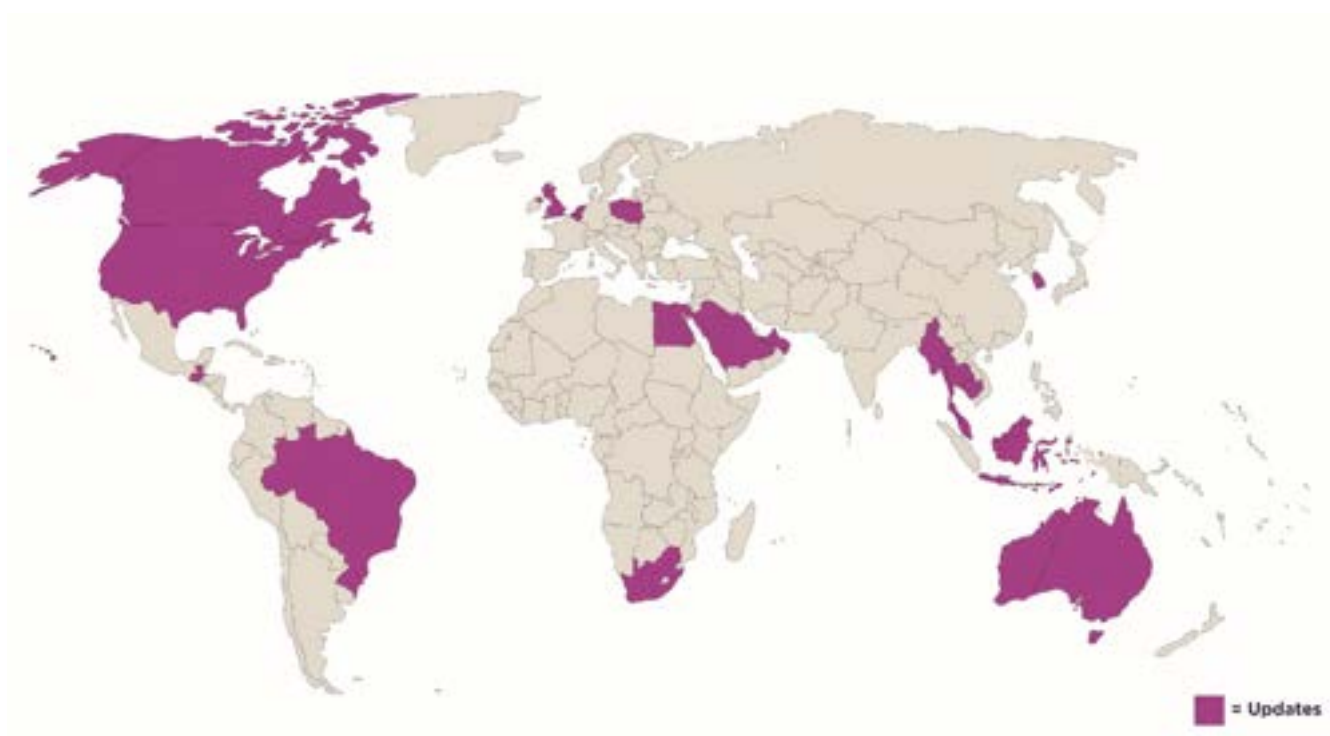 = Updates